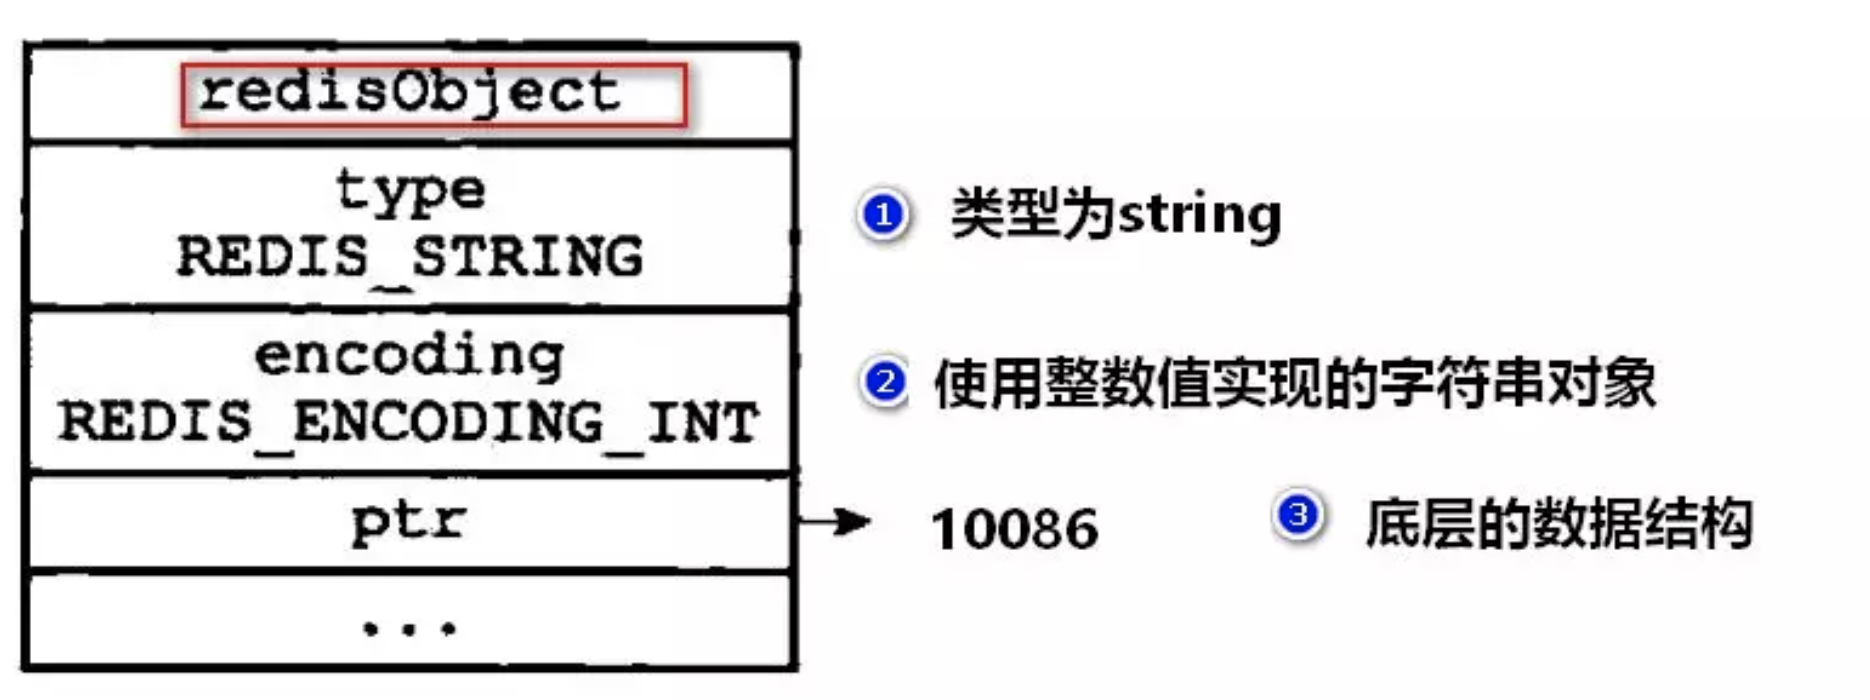 redisObject
type
REDIS_STRING
① 类型为string
encoding
REDIS_ENCODING_INT
② 使用整数值实现的字符串对象
ptr
10086
③ 底层的数据结构
...